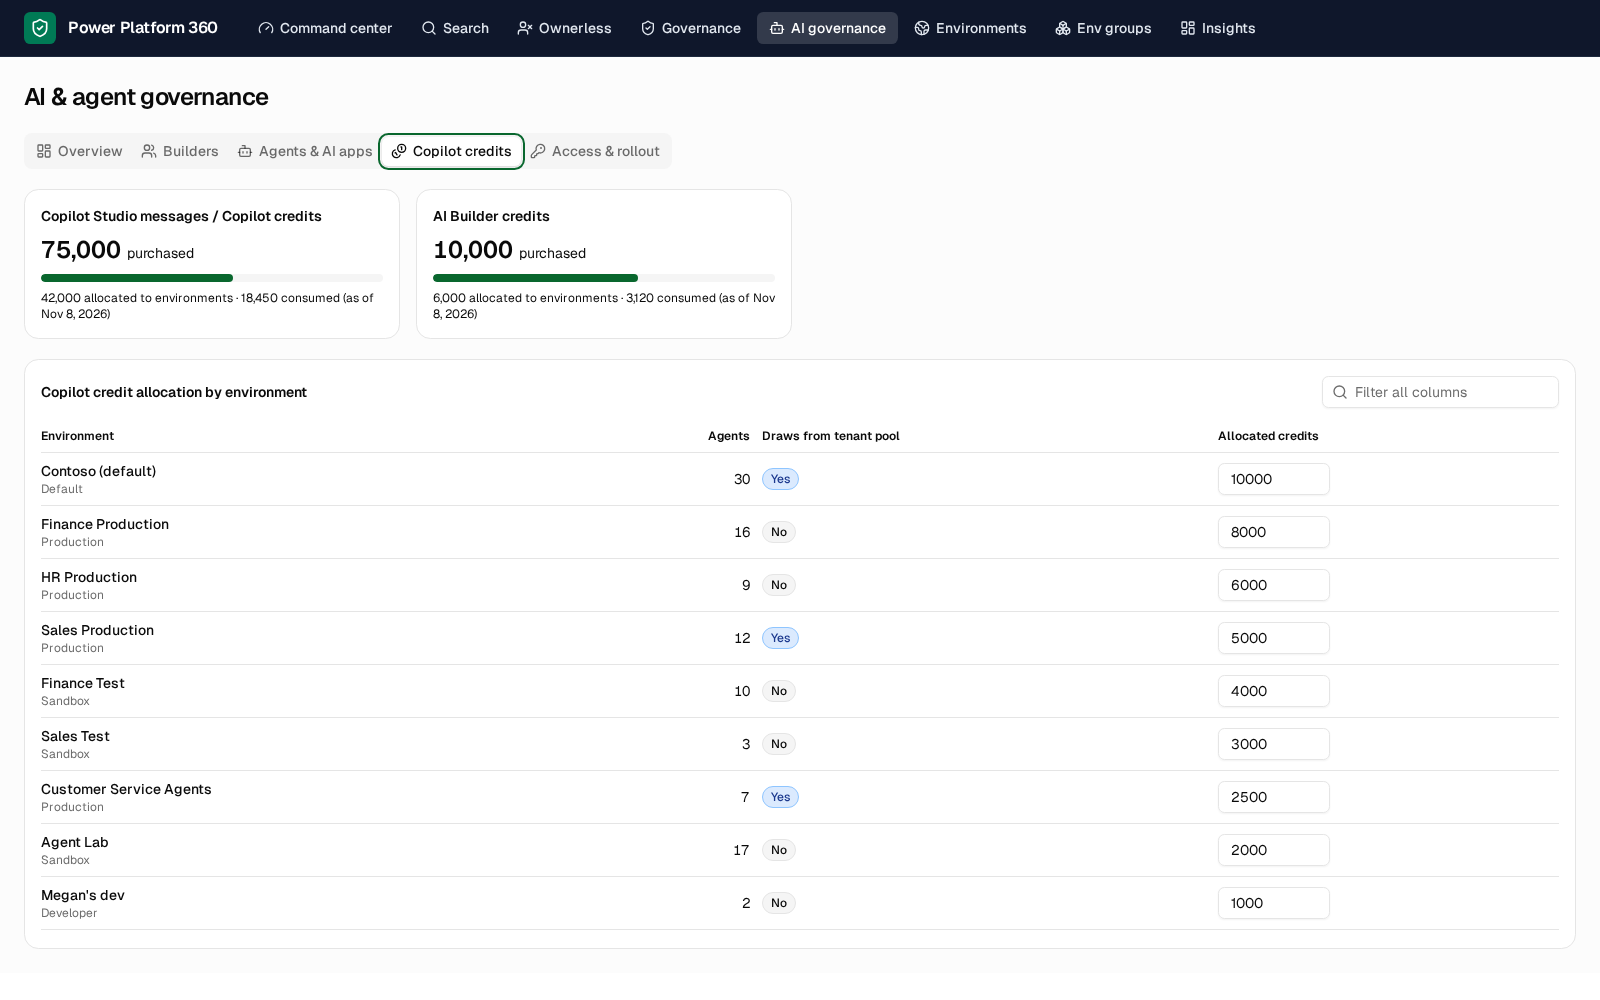 Power Platform 360
Command center
Search
Ownerless
Governance
AI governance
Environments
Env groups
Insights
AI & agent governance
Overview
Builders
Agents & AI apps
Copilot credits
Access & rollout
Copilot Studio messages / Copilot credits
75,000 purchased
42,000 allocated to environments · 18,450 consumed (as of
Nov 8, 2026)
AI Builder credits
10,000 purchased
6,000 allocated to environments · 3,120 consumed (as of Nov
8, 2026)
Copilot credit allocation by environment
Filter all columns
Environment Agents Draws from tenant pool Allocated credits
Contoso (default) 30 Yes 10000
Default
Finance Production 16 No 8000
Production
HR Production 9 No 6000
Production
Sales Production 12 Yes 5000
Production
Finance Test 10 No 4000
Sandbox
Sales Test 3 No 3000
Sandbox
Customer Service Agents 7 Yes 2500
Production
Agent Lab 17 No 2000
Sandbox
Megan's dev 2 No 1000
Developer